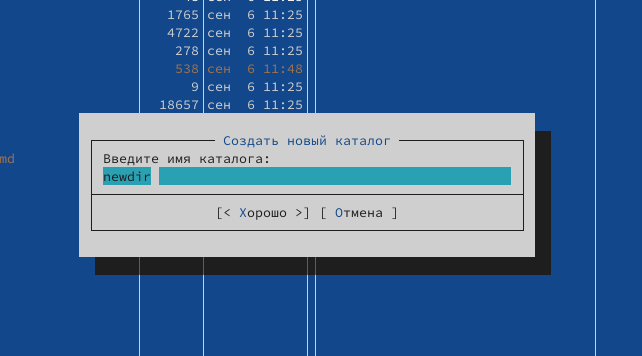 1765 сен 6 11:25
4722 сен 6 11:25
278 сен 6 11:25
538 сен 6 11:48
9 сен 6 11:25
18657 сен 6 11:25
Создать новый каталог
md
Введите имя каталога:
newdir
[< Хорошо >] [ Отмена ]